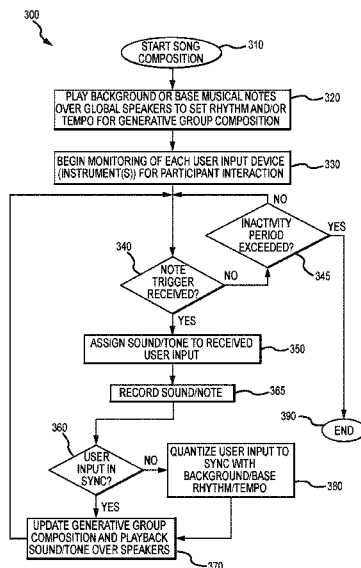 300
START SONG COMPOSITION
310
PLAY BACKGROUND OR BASE MUSICAL NOTES
OVER GLOBAL SPEAKERS TO SET RHYTHM AND/OR
TEMPO FOR GENERATIVE GROUP COMPOSITION
320
BEGIN MONITORING OF EACH USER INPUT DEVICE
(INSTRUMENT(S)) FOR PARTICIPANT INTERACTION
330
NO
INACTIVITY
PERIOD
EXCEEDED?
YES
345
340
NOTE
TRIGGER
RECEIVED?
NO
YES
ASSIGN SOUND/TONE TO RECEIVED
USER INPUT
350
RECORD SOUND/NOTE
365
390
END
360
USER
INPUT IN
SYNC?
NO
YES
QUANTIZE USER INPUT TO
SYNC WITH
BACKGROUND/BASE
RHYTHM/TEMPO
380
UPDATE GENERATIVE GROUP
COMPOSITION AND PLAYBACK
SOUND/TONE OVER SPEAKERS
370